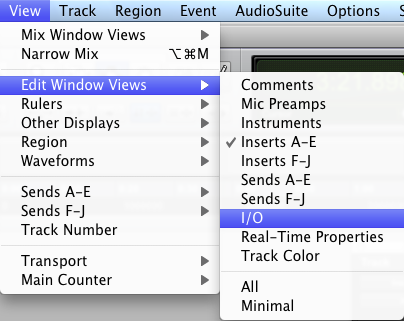 View Track Region Event AudioSuite Options
Mix Window Views
Narrow Mix ⌥⌘M
Edit Window Views
Rulers
Other Displays
Region
Waveforms
Sends A-E
Sends F-J
Track Number
Transport
Main Counter
Comments
Mic Preamps
Instruments
✓ Inserts A-E
Inserts F-J
Sends A-E
Sends F-J
I/O
Real-Time Properties
Track Color
All
Minimal